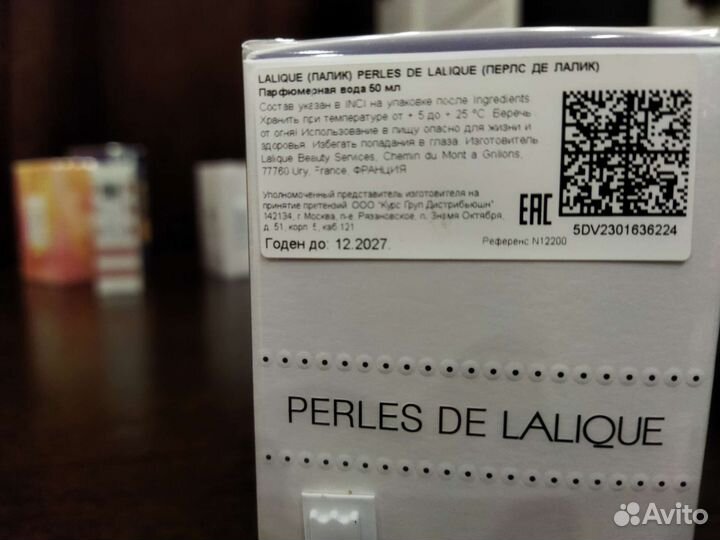 LALIQUE (ЛАЛИК) PERLES DE LALIQUE (ПЕРЛС ДЕ ЛАЛИК)
Парфюмерная вода 50 мл
Состав указан в INCI на упаковке после Ingredients
Хранить при температуре от + 5 до + 25 °C. Беречь
от огня! Использование в пищу опасно для жизни и
здоровья. Избегать попадания в глаза. Изготовитель
Lalique Beauty Services, Chemin du Mont a Grillons,
77760 Ury, France, ФРАНЦИЯ
Уполномоченный представитель изготовителя на
принятие претензий: ООО "Курс Груп Дистрибьюшн"
142134, г. Москва, п-е. Рязановское, п. Знамя Октября,
д. 51, корп. 5, каб.121
EAC
5DV2301636224
Годен до: 12.2027.
Референс N12200
PERLES DE LALIQUE
Avito